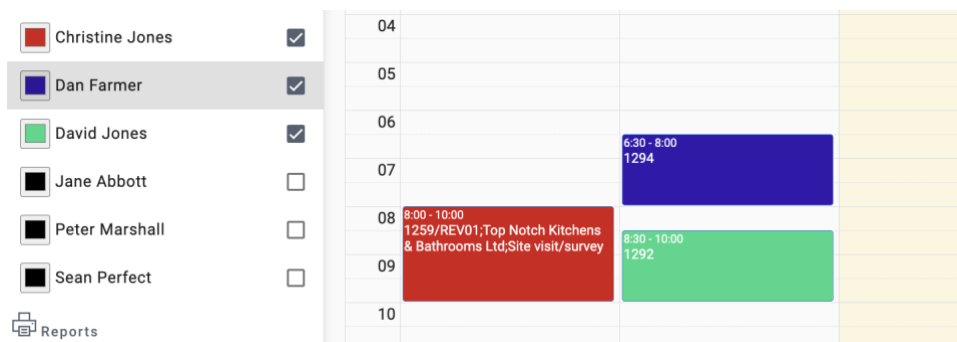 Christine Jones
Dan Farmer
David Jones
Jane Abbott
Peter Marshall
Sean Perfect
Reports
04
05
06
07
08
09
10
8:00 - 10:00
1259/REV01;Top Notch Kitchens
& Bathrooms Ltd;Site visit/survey
6:30 - 8:00
1294
8:30 - 10:00
1292